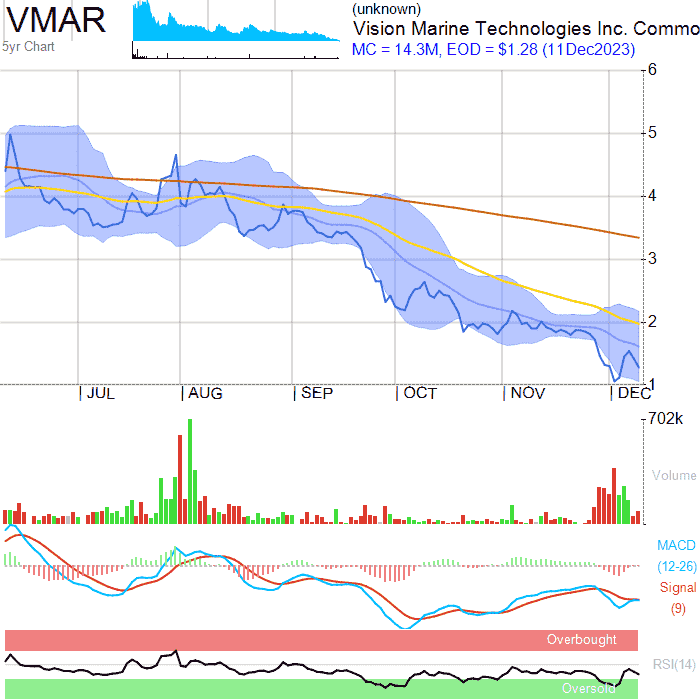 VMAR
5yr Chart
(unknown)
Vision Marine Technologies Inc. Commo
MC = 14.3M, EOD = $1.28 (11Dec2023)
6
5
4
3
2
1
JUL
AUG
SEP
OCT
NOV
DEC
702k
Volume
MACD
(12-26)
Signal
(9)
Overbought
RSI(14)
Oversold